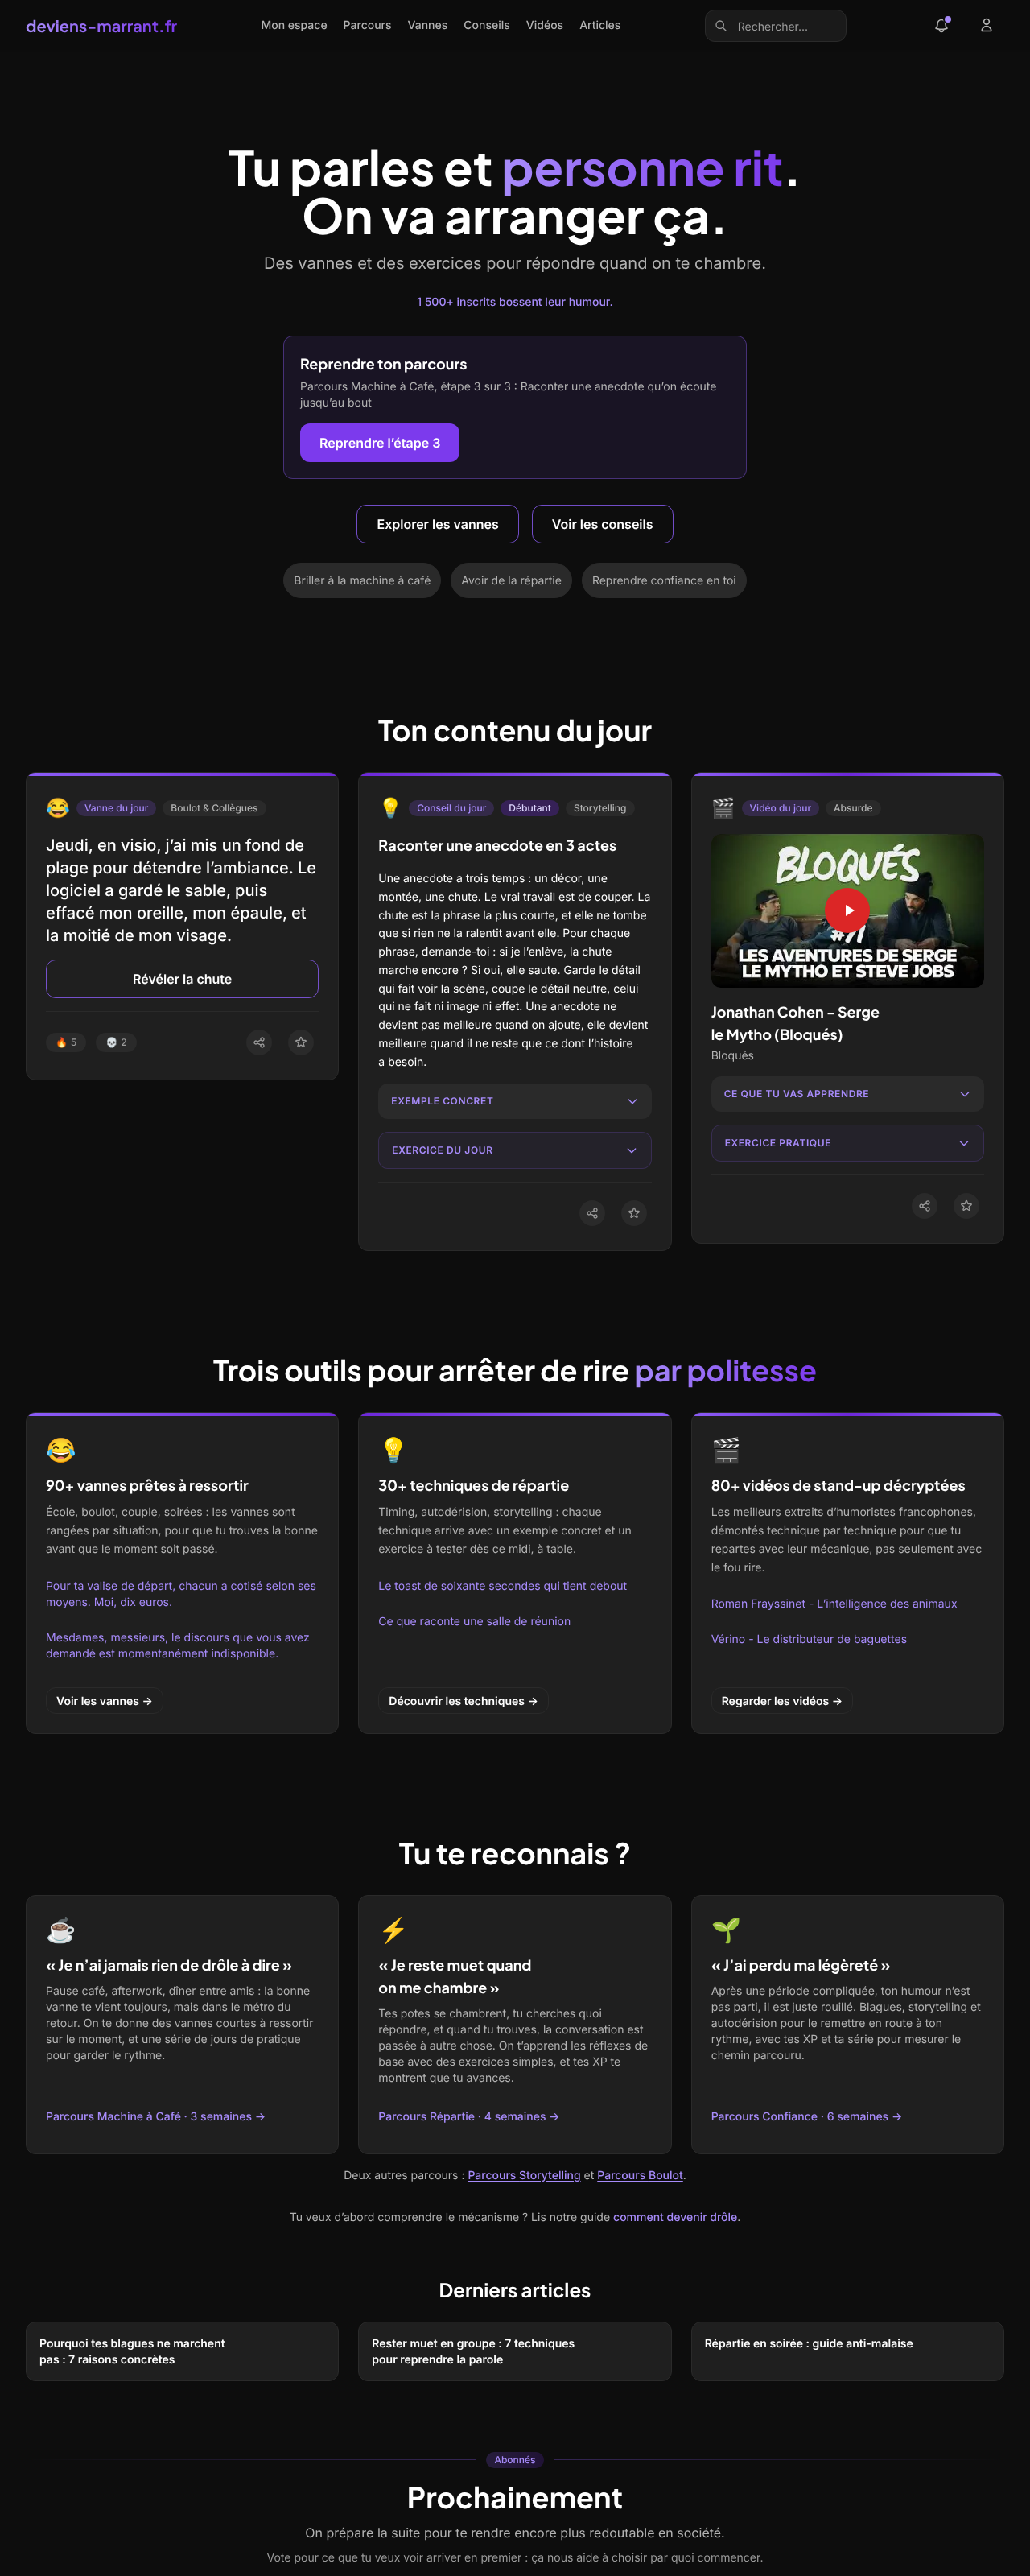 deviens-marrant.fr
Mon espace Parcours Vannes Conseils Vidéos Articles
Rechercher...
Tu parles et personne rit.
On va arranger ça.
Des vannes et des exercices pour répondre quand on te chambre.
1 500+ inscrits bossent leur humour.
Reprendre ton parcours
Parcours Machine à Café, étape 3 sur 3 : Raconter une anecdote qu’on écoute
jusqu’au bout
Reprendre l’étape 3
Explorer les vannes
Voir les conseils
Briller à la machine à café
Avoir de la répartie
Reprendre confiance en toi
Ton contenu du jour
😂 Vanne du jour Boulot & Collègues
Jeudi, en visio, j’ai mis un fond de
plage pour détendre l’ambiance. Le
logiciel a gardé le sable, puis
effacé mon oreille, mon épaule, et
la moitié de mon visage.
Révéler la chute
🔥 5 💀 2
💡 Conseil du jour Débutant Storytelling
Raconter une anecdote en 3 actes
Une anecdote a trois temps : un décor, une
montée, une chute. Le vrai travail est de couper. La
chute est la phrase la plus courte, et elle ne tombe
que si rien ne la ralentit avant elle. Pour chaque
phrase, demande-toi : si je l’enlève, la chute
marche encore ? Si oui, elle saute. Garde le détail
qui fait voir la scène, coupe le détail neutre, celui
qui ne fait ni image ni effet. Une anecdote ne
devient pas meilleure quand on ajoute, elle devient
meilleure quand il ne reste que ce dont l’histoire
a besoin.
EXEMPLE CONCRET
EXERCICE DU JOUR
🎬 Vidéo du jour Absurde
BLOQUÉS
#71
LES AVENTURES DE SERGE
LE MYTHO ET STEVE JOBS
Jonathan Cohen - Serge
le Mytho (Bloqués)
Bloqués
CE QUE TU VAS APPRENDRE
EXERCICE PRATIQUE
Trois outils pour arrêter de rire par politesse
😂
90+ vannes prêtes à ressortir
École, boulot, couple, soirées : les vannes sont
rangées par situation, pour que tu trouves la bonne
avant que le moment soit passé.
Pour ta valise de départ, chacun a cotisé selon ses
moyens. Moi, dix euros.
Mesdames, messieurs, le discours que vous avez
demandé est momentanément indisponible.
Voir les vannes →
💡
30+ techniques de répartie
Timing, autodérision, storytelling : chaque
technique arrive avec un exemple concret et un
exercice à tester dès ce midi, à table.
Le toast de soixante secondes qui tient debout
Ce que raconte une salle de réunion
Découvrir les techniques →
🎬
80+ vidéos de stand-up décryptées
Les meilleurs extraits d’humoristes francophones,
démontés technique par technique pour que tu
repartes avec leur mécanique, pas seulement avec
le fou rire.
Roman Frayssinet - L’intelligence des animaux
Vérino - Le distributeur de baguettes
Regarder les vidéos →
Tu te reconnais ?
☕
« Je n’ai jamais rien de drôle à dire »
Pause café, afterwork, dîner entre amis : la bonne
vanne te vient toujours, mais dans le métro du
retour. On te donne des vannes courtes à ressortir
sur le moment, et une série de jours de pratique
pour garder le rythme.
Parcours Machine à Café · 3 semaines →
⚡
« Je reste muet quand
on me chambre »
Tes potes se chambrent, tu cherches quoi
répondre, et quand tu trouves, la conversation est
passée à autre chose. On t’apprend les réflexes de
base avec des exercices simples, et tes XP te
montrent que tu avances.
Parcours Répartie · 4 semaines →
🌱
« J’ai perdu ma légèreté »
Après une période compliquée, ton humour n’est
pas parti, il est juste rouillé. Blagues, storytelling et
autodérision pour le remettre en route à ton
rythme, avec tes XP et ta série pour mesurer le
chemin parcouru.
Parcours Confiance · 6 semaines →
Deux autres parcours : Parcours Storytelling et Parcours Boulot.
Tu veux d’abord comprendre le mécanisme ? Lis notre guide comment devenir drôle.
Derniers articles
Pourquoi tes blagues ne marchent
pas : 7 raisons concrètes
Rester muet en groupe : 7 techniques
pour reprendre la parole
Répartie en soirée : guide anti-malaise
Abonnés
Prochainement
On prépare la suite pour te rendre encore plus redoutable en société.
Vote pour ce que tu veux voir arriver en premier : ça nous aide à choisir par quoi commencer.